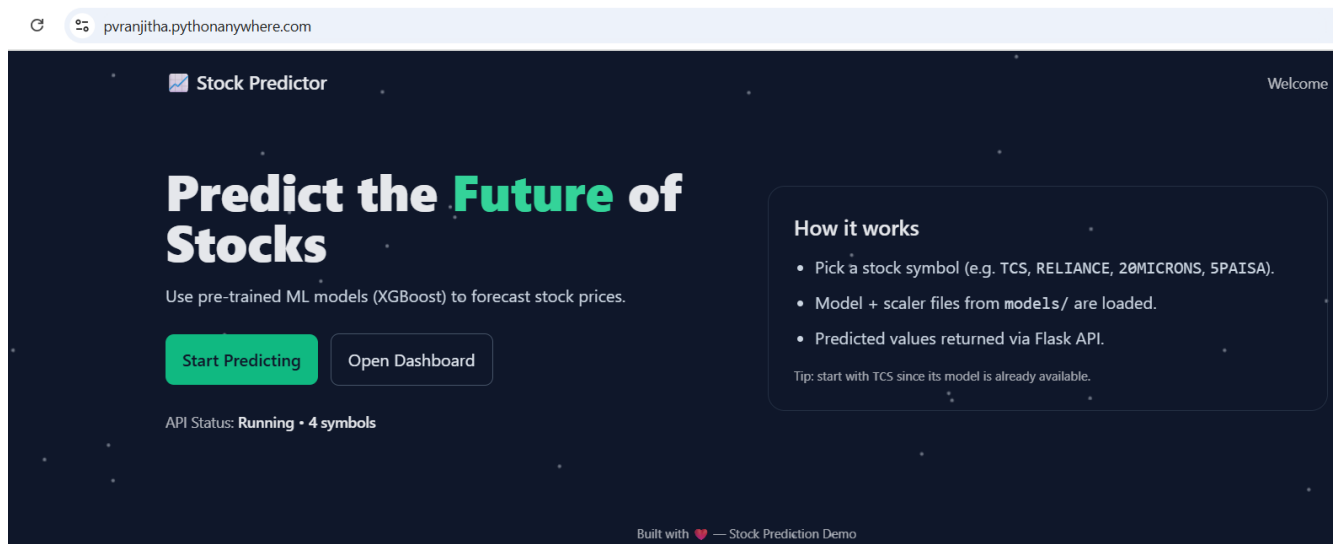 pvranjitha.pythonanywhere.com
Stock Predictor
Welcome
Predict the Future of
Stocks
Use pre-trained ML models (XGBoost) to forecast stock prices.
Start Predicting
Open Dashboard
API Status: Running • 4 symbols
How it works
• Pick a stock symbol (e.g. TCS, RELIANCE, 20MICRONS, 5PAISA).
• Model + scaler files from models/ are loaded.
• Predicted values returned via Flask API.
Tip: start with TCS since its model is already available.
Built with ❤️ — Stock Prediction Demo